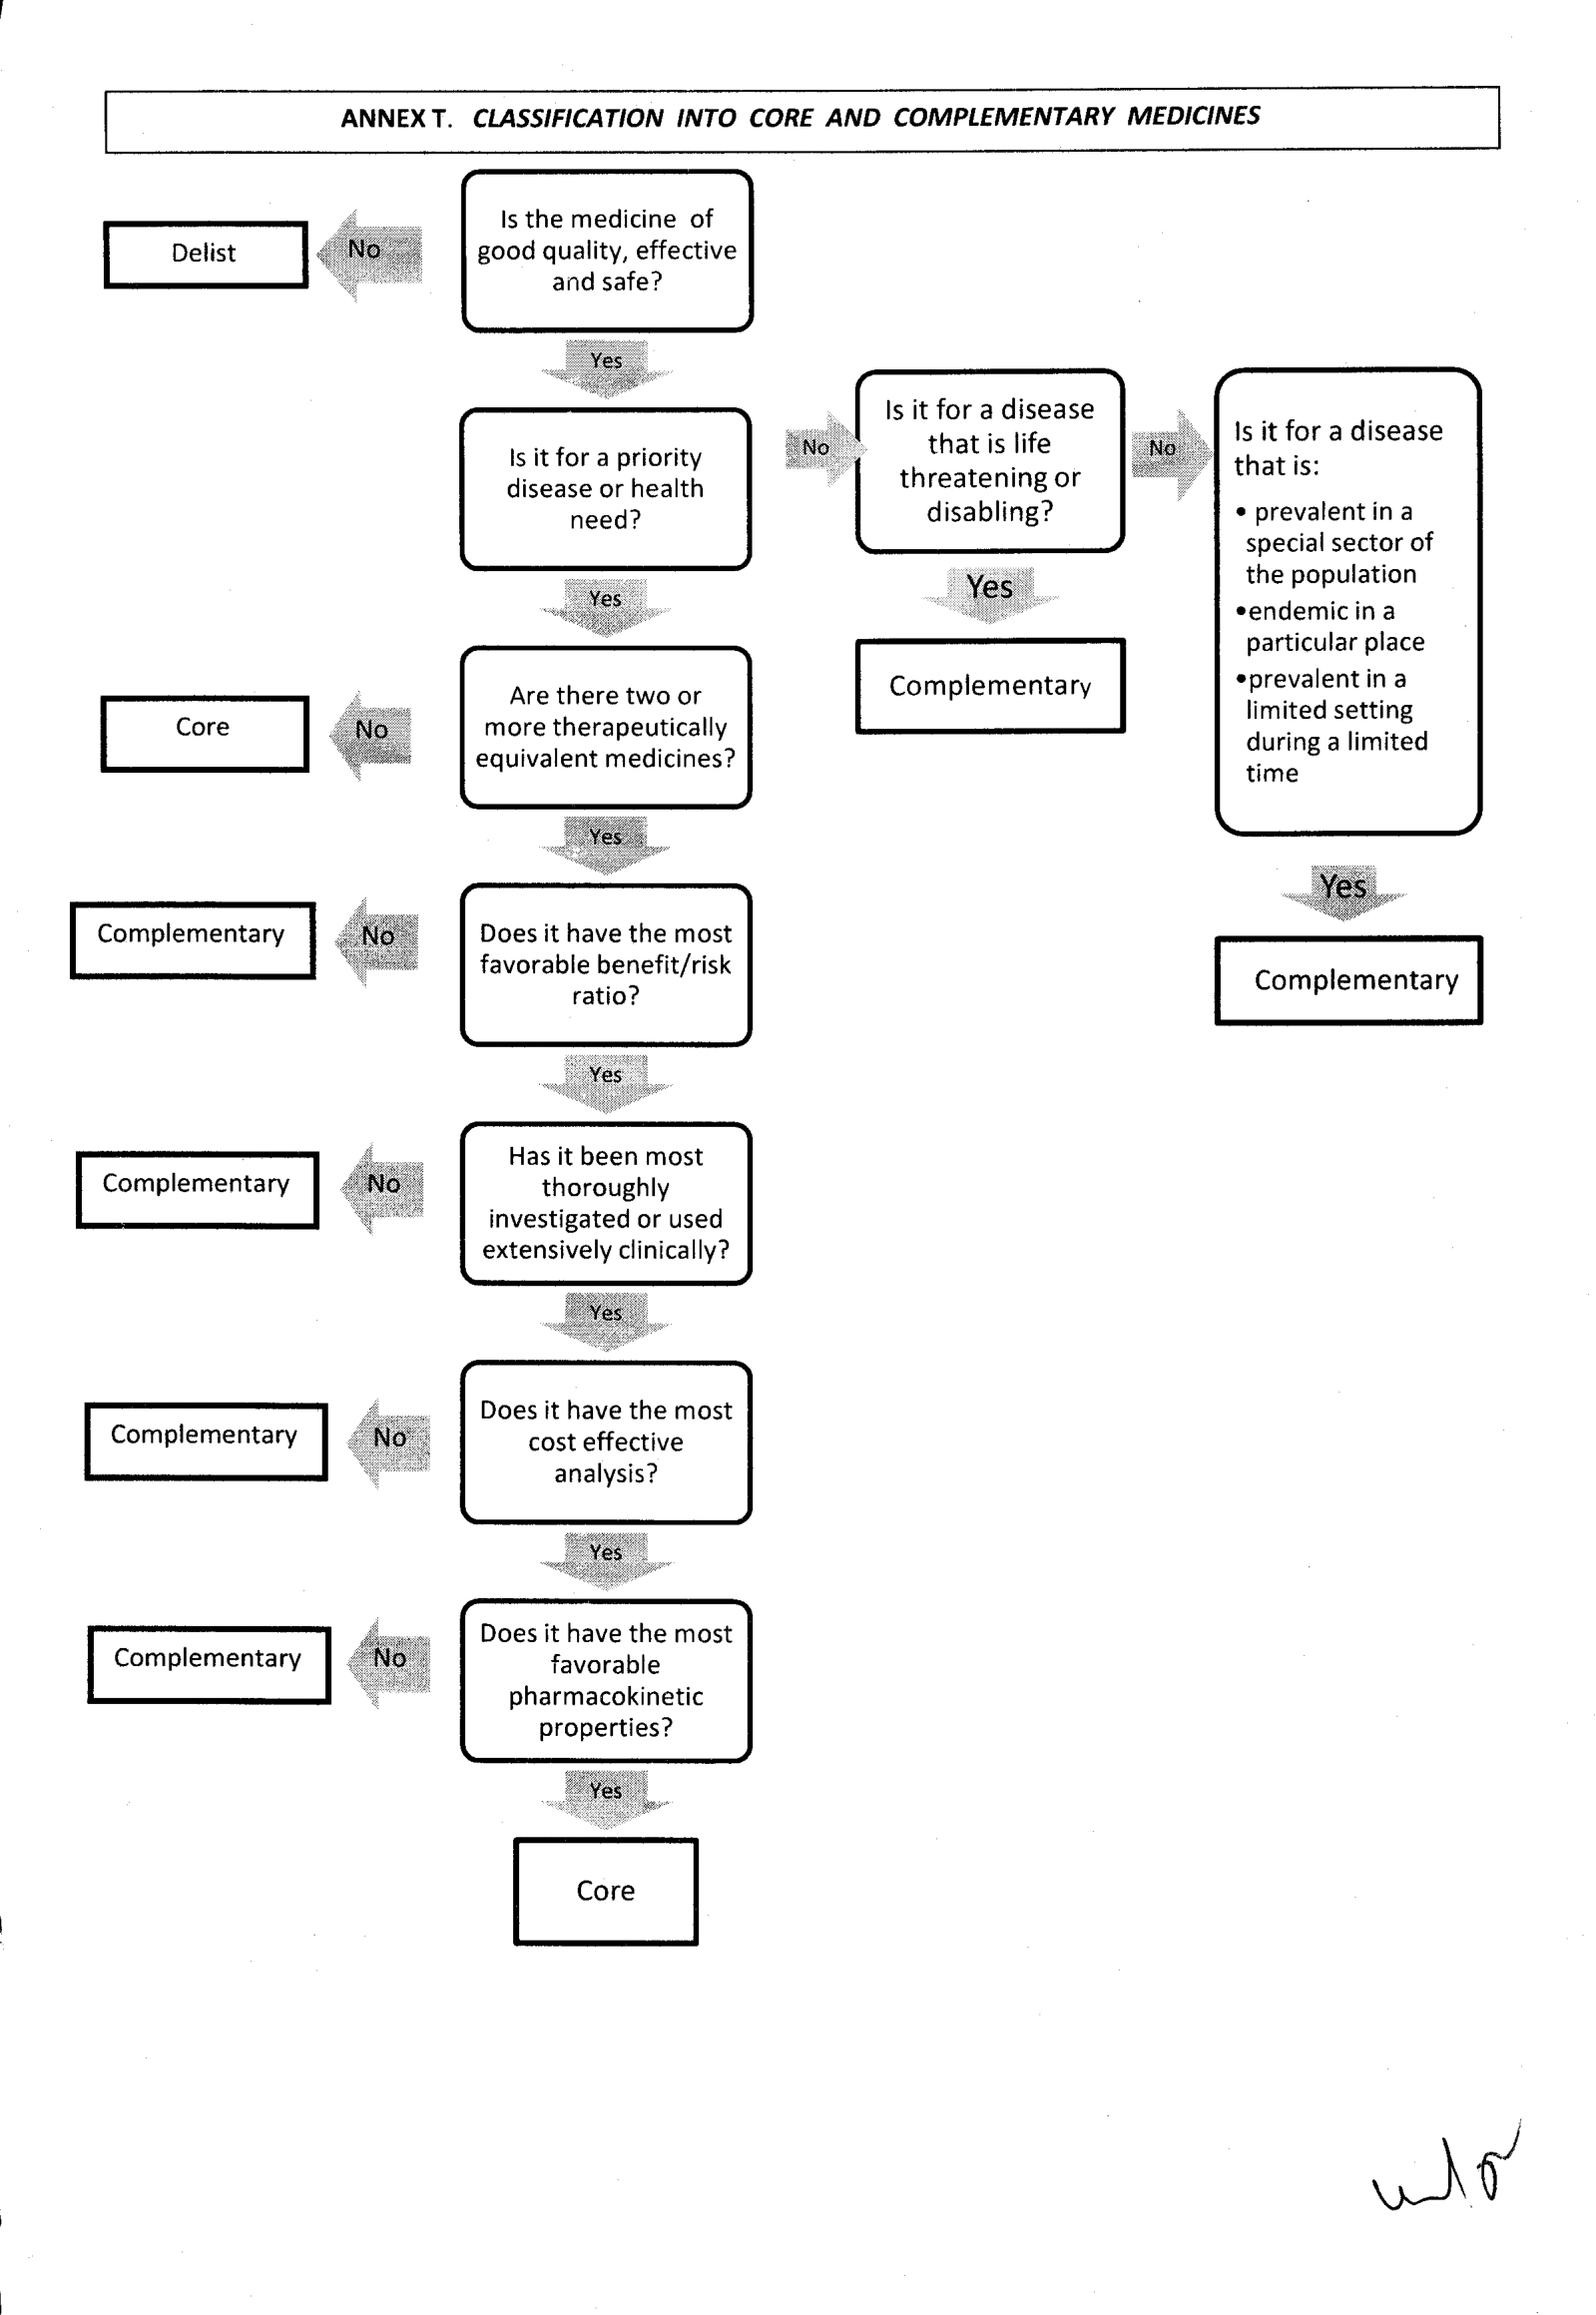 ANNEX T. CLASSIFICATION INTO CORE AND COMPLEMENTARY MEDICINES
Is the medicine of
good quality, effective
and safe?
No
Delist
Yes
Is it for a priority
disease or health
need?
No
Is it for a disease
that is life
threatening or
disabling?
No
Is it for a disease
that is:
• prevalent in a
special sector of
the population
•endemic in a
particular place
•prevalent in a
limited setting
during a limited
time
Yes
Complementary
Yes
Complementary
Yes
Are there two or
more therapeutically
equivalent medicines?
No
Core
Yes
Does it have the most
favorable benefit/risk
ratio?
No
Complementary
Yes
Has it been most
thoroughly
investigated or used
extensively clinically?
No
Complementary
Yes
Does it have the most
cost effective
analysis?
No
Complementary
Yes
Does it have the most
favorable
pharmacokinetic
properties?
No
Complementary
Yes
Core